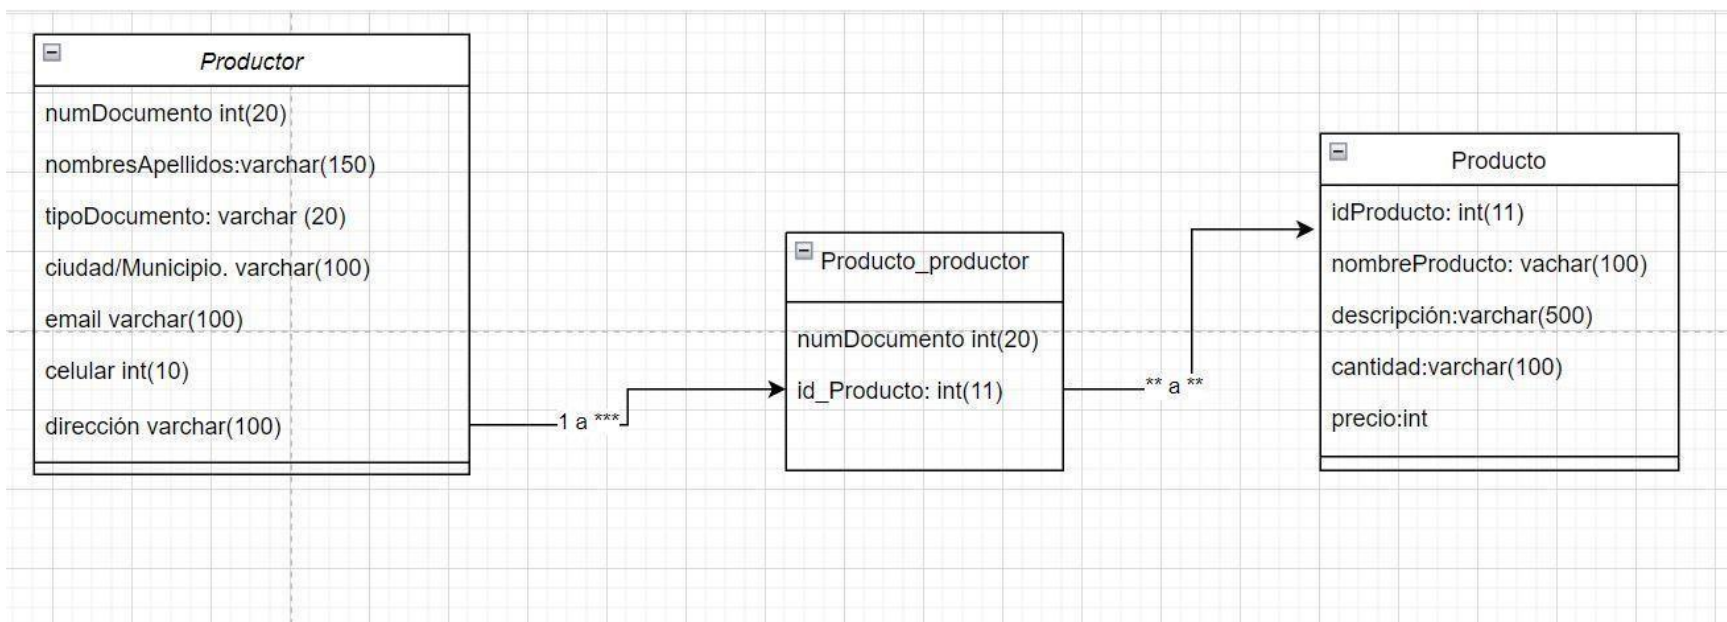 Productor
numDocumento int(20)
nombresApellidos:varchar(150)
tipoDocumento: varchar (20)
ciudad/Municipio. varchar(100)
email varchar(100)
celular int(10)
dirección varchar(100)
1 a ***
Producto_productor
numDocumento int(20)
id_Producto: int(11)
** a **
Producto
idProducto: int(11)
nombreProducto: vachar(100)
descripción:varchar(500)
cantidad:varchar(100)
precio:int